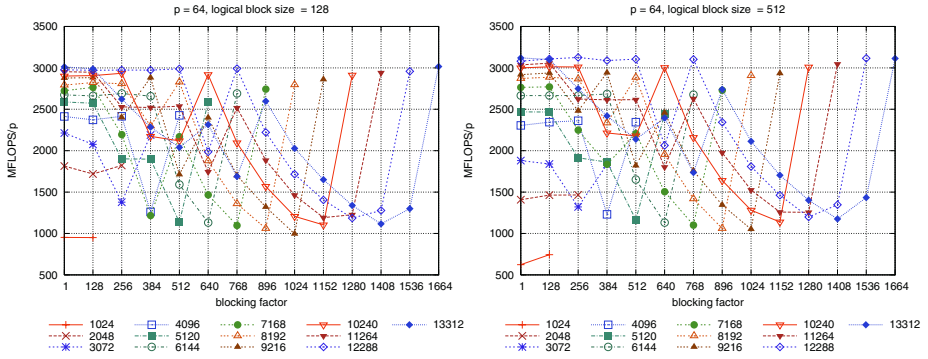 p = 64, logical block size = 128
MFLOPS/p
3500
3000
2500
2000
1500
1000
500
1 128 256 384 512 640 768 896 1024 1152 1280 1408 1536 1664
blocking factor
1024 4096 7168 10240 13312
2048 5120 8192 11264
3072 6144 9216 12288
p = 64, logical block size = 512
MFLOPS/p
3500
3000
2500
2000
1500
1000
500
1 128 256 384 512 640 768 896 1024 1152 1280 1408 1536 1664
blocking factor
1024 4096 7168 10240 13312
2048 5120 8192 11264
3072 6144 9216 12288